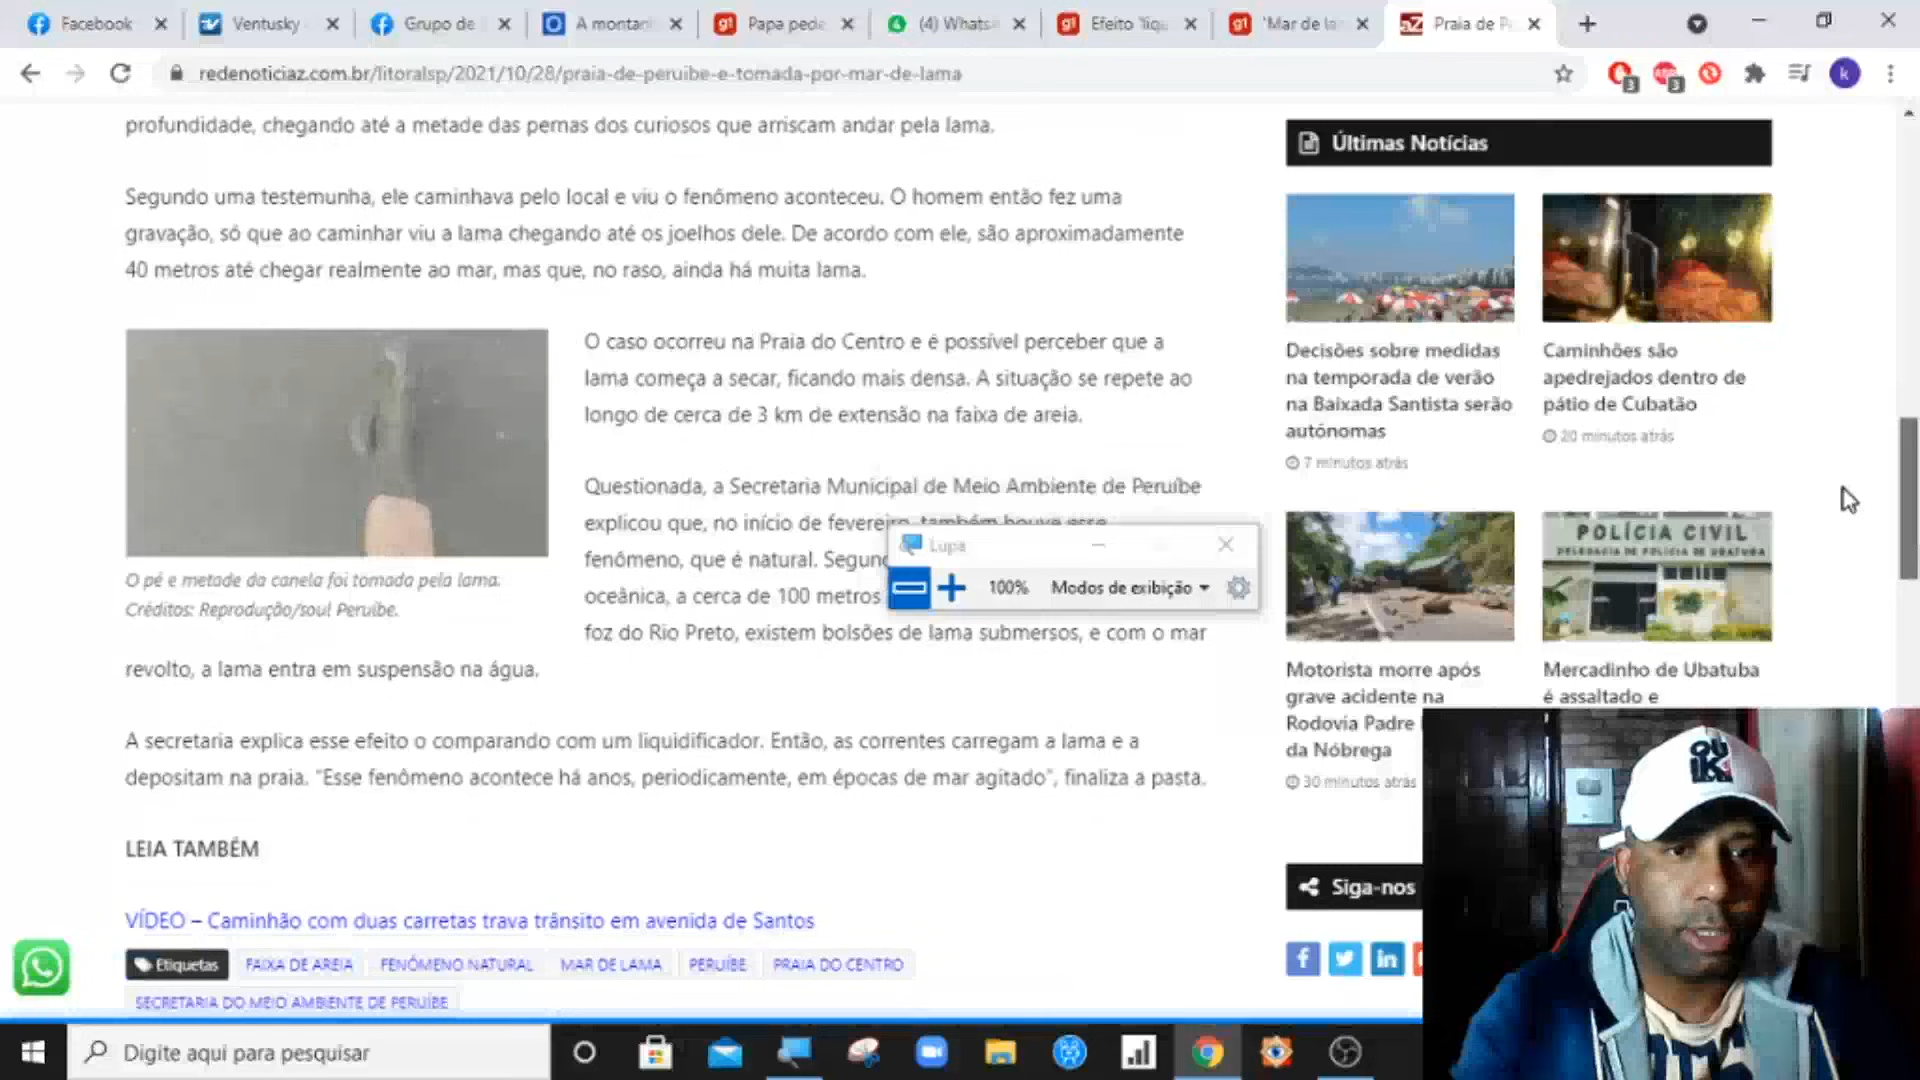 Facebook
Ventusky
Grupo de
A montan
Papa pede
(4) Whats
Efeito 'liqu
'Mar de la
Praia de P
redenoticiaz.com.br/litoralsp/2021/10/28/praia-de-peruibe-e-tomada-por-mar-de-lama
3
3
k
profundidade, chegando até a metade das pernas dos curiosos que arriscam andar pela lama.
Segundo uma testemunha, ele caminhava pelo local e viu o fenômeno aconteceu. O homem então fez uma
gravação, só que ao caminhar viu a lama chegando até os joelhos dele. De acordo com ele, são aproximadamente
40 metros até chegar realmente ao mar, mas que, no raso, ainda há muita lama.
O caso ocorreu na Praia do Centro e é possível perceber que a
lama começa a secar, ficando mais densa. A situação se repete ao
longo de cerca de 3 km de extensão na faixa de areia.
Questionada, a Secretaria Municipal de Meio Ambiente de Peruíbe
explicou que, no início de fevereiro, também houve esse
fenômeno, que é natural. Segund
oceânica, a cerca de 100 metros
foz do Rio Preto, existem bolsões de lama submersos, e com o mar
revolto, a lama entra em suspensão na água.
O pé e metade da canela foi tomada pela lama.
Créditos: Reprodução/soul Peruíbe.
A secretaria explica esse efeito o comparando com um liquidificador. Então, as correntes carregam a lama e a
depositam na praia. "Esse fenômeno acontece há anos, periodicamente, em épocas de mar agitado", finaliza a pasta.
LEIA TAMBÉM
VÍDEO – Caminhão com duas carretas trava trânsito em avenida de Santos
Etiquetas
FAIXA DE AREIA
FENÔMENO NATURAL
MAR DE LAMA
PERUÍBE
PRAIA DO CENTRO
SECRETARIA DO MEIO AMBIENTE DE PERUÍBE
Lupa
100%
Modos de exibição
Últimas Notícias
Decisões sobre medidas
na temporada de verão
na Baixada Santista serão
autônomas
7 minutos atrás
Caminhões são
apedrejados dentro de
pátio de Cubatão
20 minutos atrás
POLÍCIA CIVIL
DELEGACIA DE POLÍCIA DE UBATUBA
Motorista morre após
grave acidente na
Rodovia Padre
da Nóbrega
30 minutos atrás
Mercadinho de Ubatuba
é assaltado e
Siga-nos
Digite aqui para pesquisar